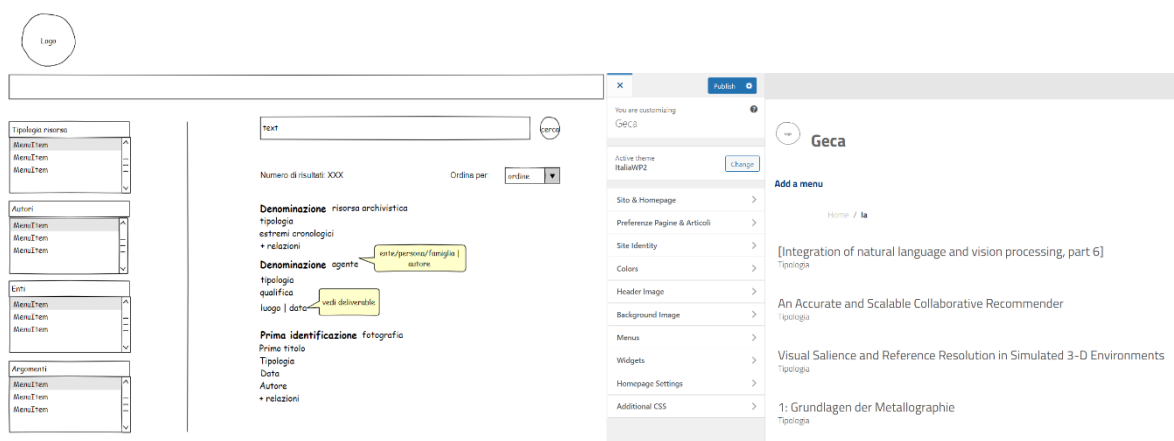 Logo
Tipologia risorsa
MenuItem
MenuItem
MenuItem
Autori
MenuItem
MenuItem
MenuItem
Enti
MenuItem
MenuItem
MenuItem
Argomenti
MenuItem
MenuItem
MenuItem
text
cerca
Numero di risultati: XXX
Ordina per:
ordine
Denominazione risorsa archivistica
tipologia
estremi cronologici
+ relazioni
ente/persona/famiglia |
autore
Denominazione agente
tipologia
qualifica
luogo | data
vedi deliverable
Prima identificazione fotografia
Primo titolo
Tipologia
Data
Autore
+ relazioni
Publish
You are customizing
Geca
Active theme
ItaliaWP2
Change
Sito & Homepage
Preferenze Pagine & Articoli
Site Identity
Colors
Header Image
Background Image
Menus
Widgets
Homepage Settings
Additional CSS
Geca
Add a menu
Home / la
[Integration of natural language and vision processing, part 6]
Tipologia
An Accurate and Scalable Collaborative Recommender
Tipologia
Visual Salience and Reference Resolution in Simulated 3-D Environments
Tipologia
1: Grundlagen der Metallographie
Tipologia